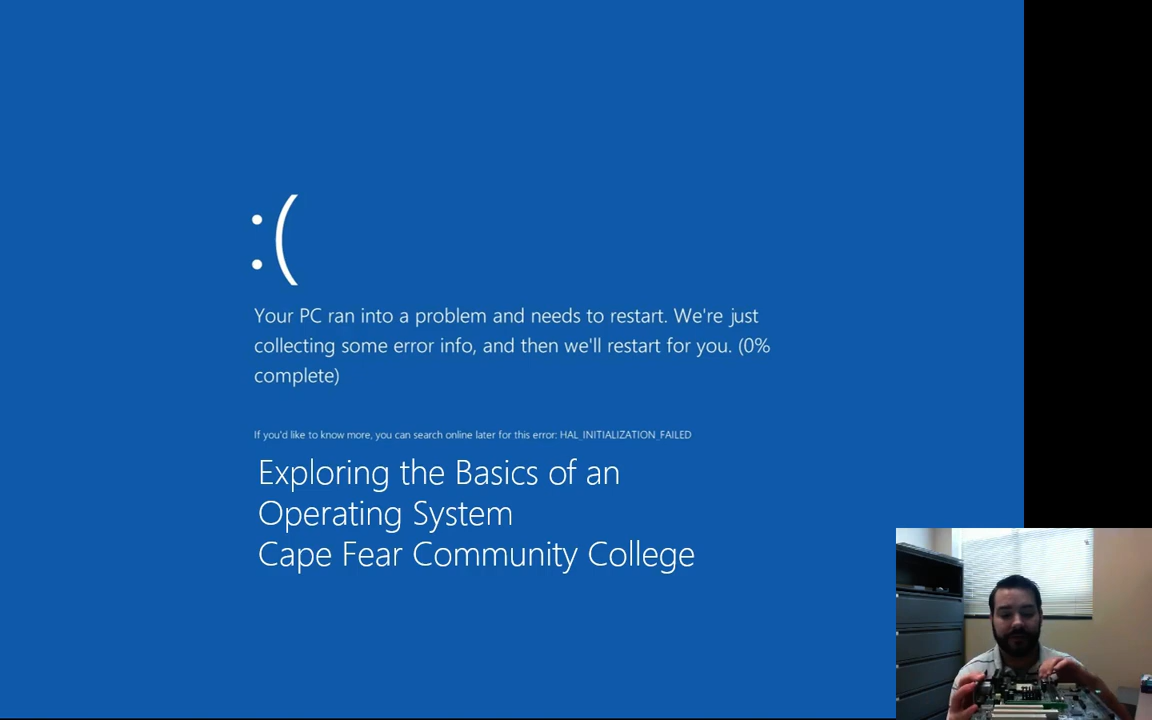 :(
Your PC ran into a problem and needs to restart. We're just
collecting some error info, and then we'll restart for you. (0%
complete)
If you'd like to know more, you can search online later for this error: HAL_INITIALIZATION_FAILED
Exploring the Basics of an
Operating System
Cape Fear Community College